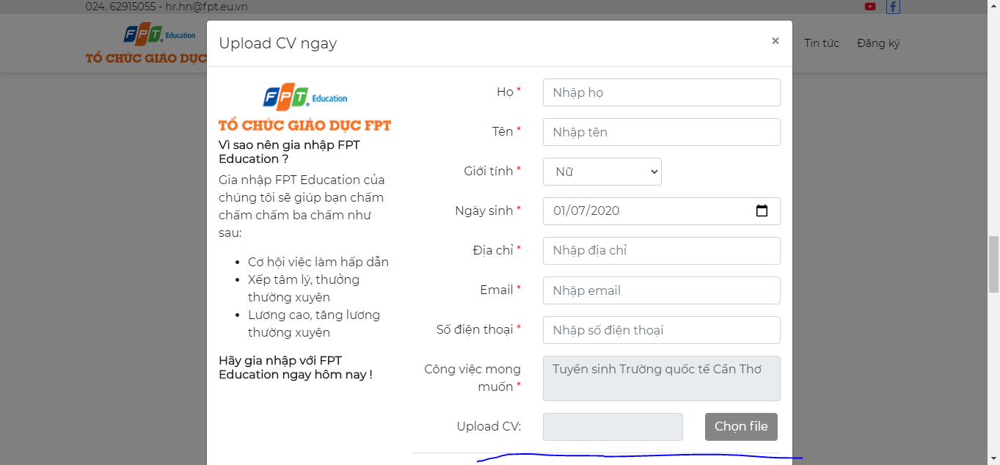 024. 62915055 - hr.hn@fpt.eu.vn
FPT Education
TỔ CHỨC GIÁO DỤC
Tin tức Đăng ký
Upload CV ngay ×
FPT Education
TỔ CHỨC GIÁO DỤC FPT
Vì sao nên gia nhập FPT
Education ?
Gia nhập FPT Education của
chúng tôi sẽ giúp bạn chấm
chấm chấm ba chấm như
sau:
• Cơ hội việc làm hấp dẫn
• Xếp tâm lý, thưởng
thường xuyên
• Lương cao, tăng lương
thường xuyên
Hãy gia nhập với FPT
Education ngay hôm nay !
Họ * Nhập họ
Tên * Nhập tên
Giới tính * Nữ
Ngày sinh * 01/07/2020
Địa chỉ * Nhập địa chỉ
Email * Nhập email
Số điện thoại * Nhập số điện thoại
Công việc mong
muốn *
Tuyển sinh Trường quốc tế Cần Thơ
Upload CV: Chọn file